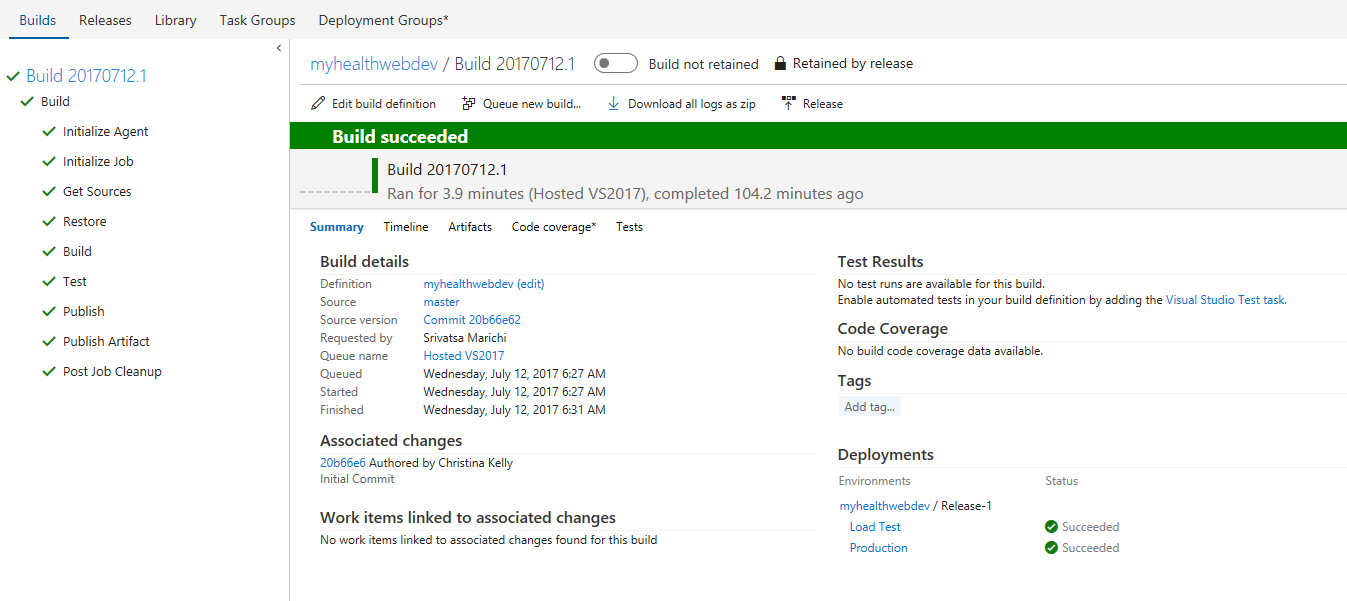 Builds Releases Library Task Groups Deployment Groups*
Build 20170712.1
Build
Initialize Agent
Initialize Job
Get Sources
Restore
Build
Test
Publish
Publish Artifact
Post Job Cleanup
myhealthwebdev / Build 20170712.1 Build not retained Retained by release
Edit build definition Queue new build... Download all logs as zip Release
Build succeeded
Build 20170712.1
Ran for 3.9 minutes (Hosted VS2017), completed 104.2 minutes ago
Summary Timeline Artifacts Code coverage* Tests
Build details
Definition myhealthwebdev (edit)
Source master
Source version Commit 20b66e62
Requested by Srivatsa Marichi
Queue name Hosted VS2017
Queued Wednesday, July 12, 2017 6:27 AM
Started Wednesday, July 12, 2017 6:27 AM
Finished Wednesday, July 12, 2017 6:31 AM
Associated changes
20b66e6 Authored by Christina Kelly
Initial Commit
Work items linked to associated changes
No work items linked to associated changes found for this build
Test Results
No test runs are available for this build.
Enable automated tests in your build definition by adding the Visual Studio Test task.
Code Coverage
No build code coverage data available.
Tags
Add tag...
Deployments
Environments Status
myhealthwebdev / Release-1
Load Test Succeeded
Production Succeeded